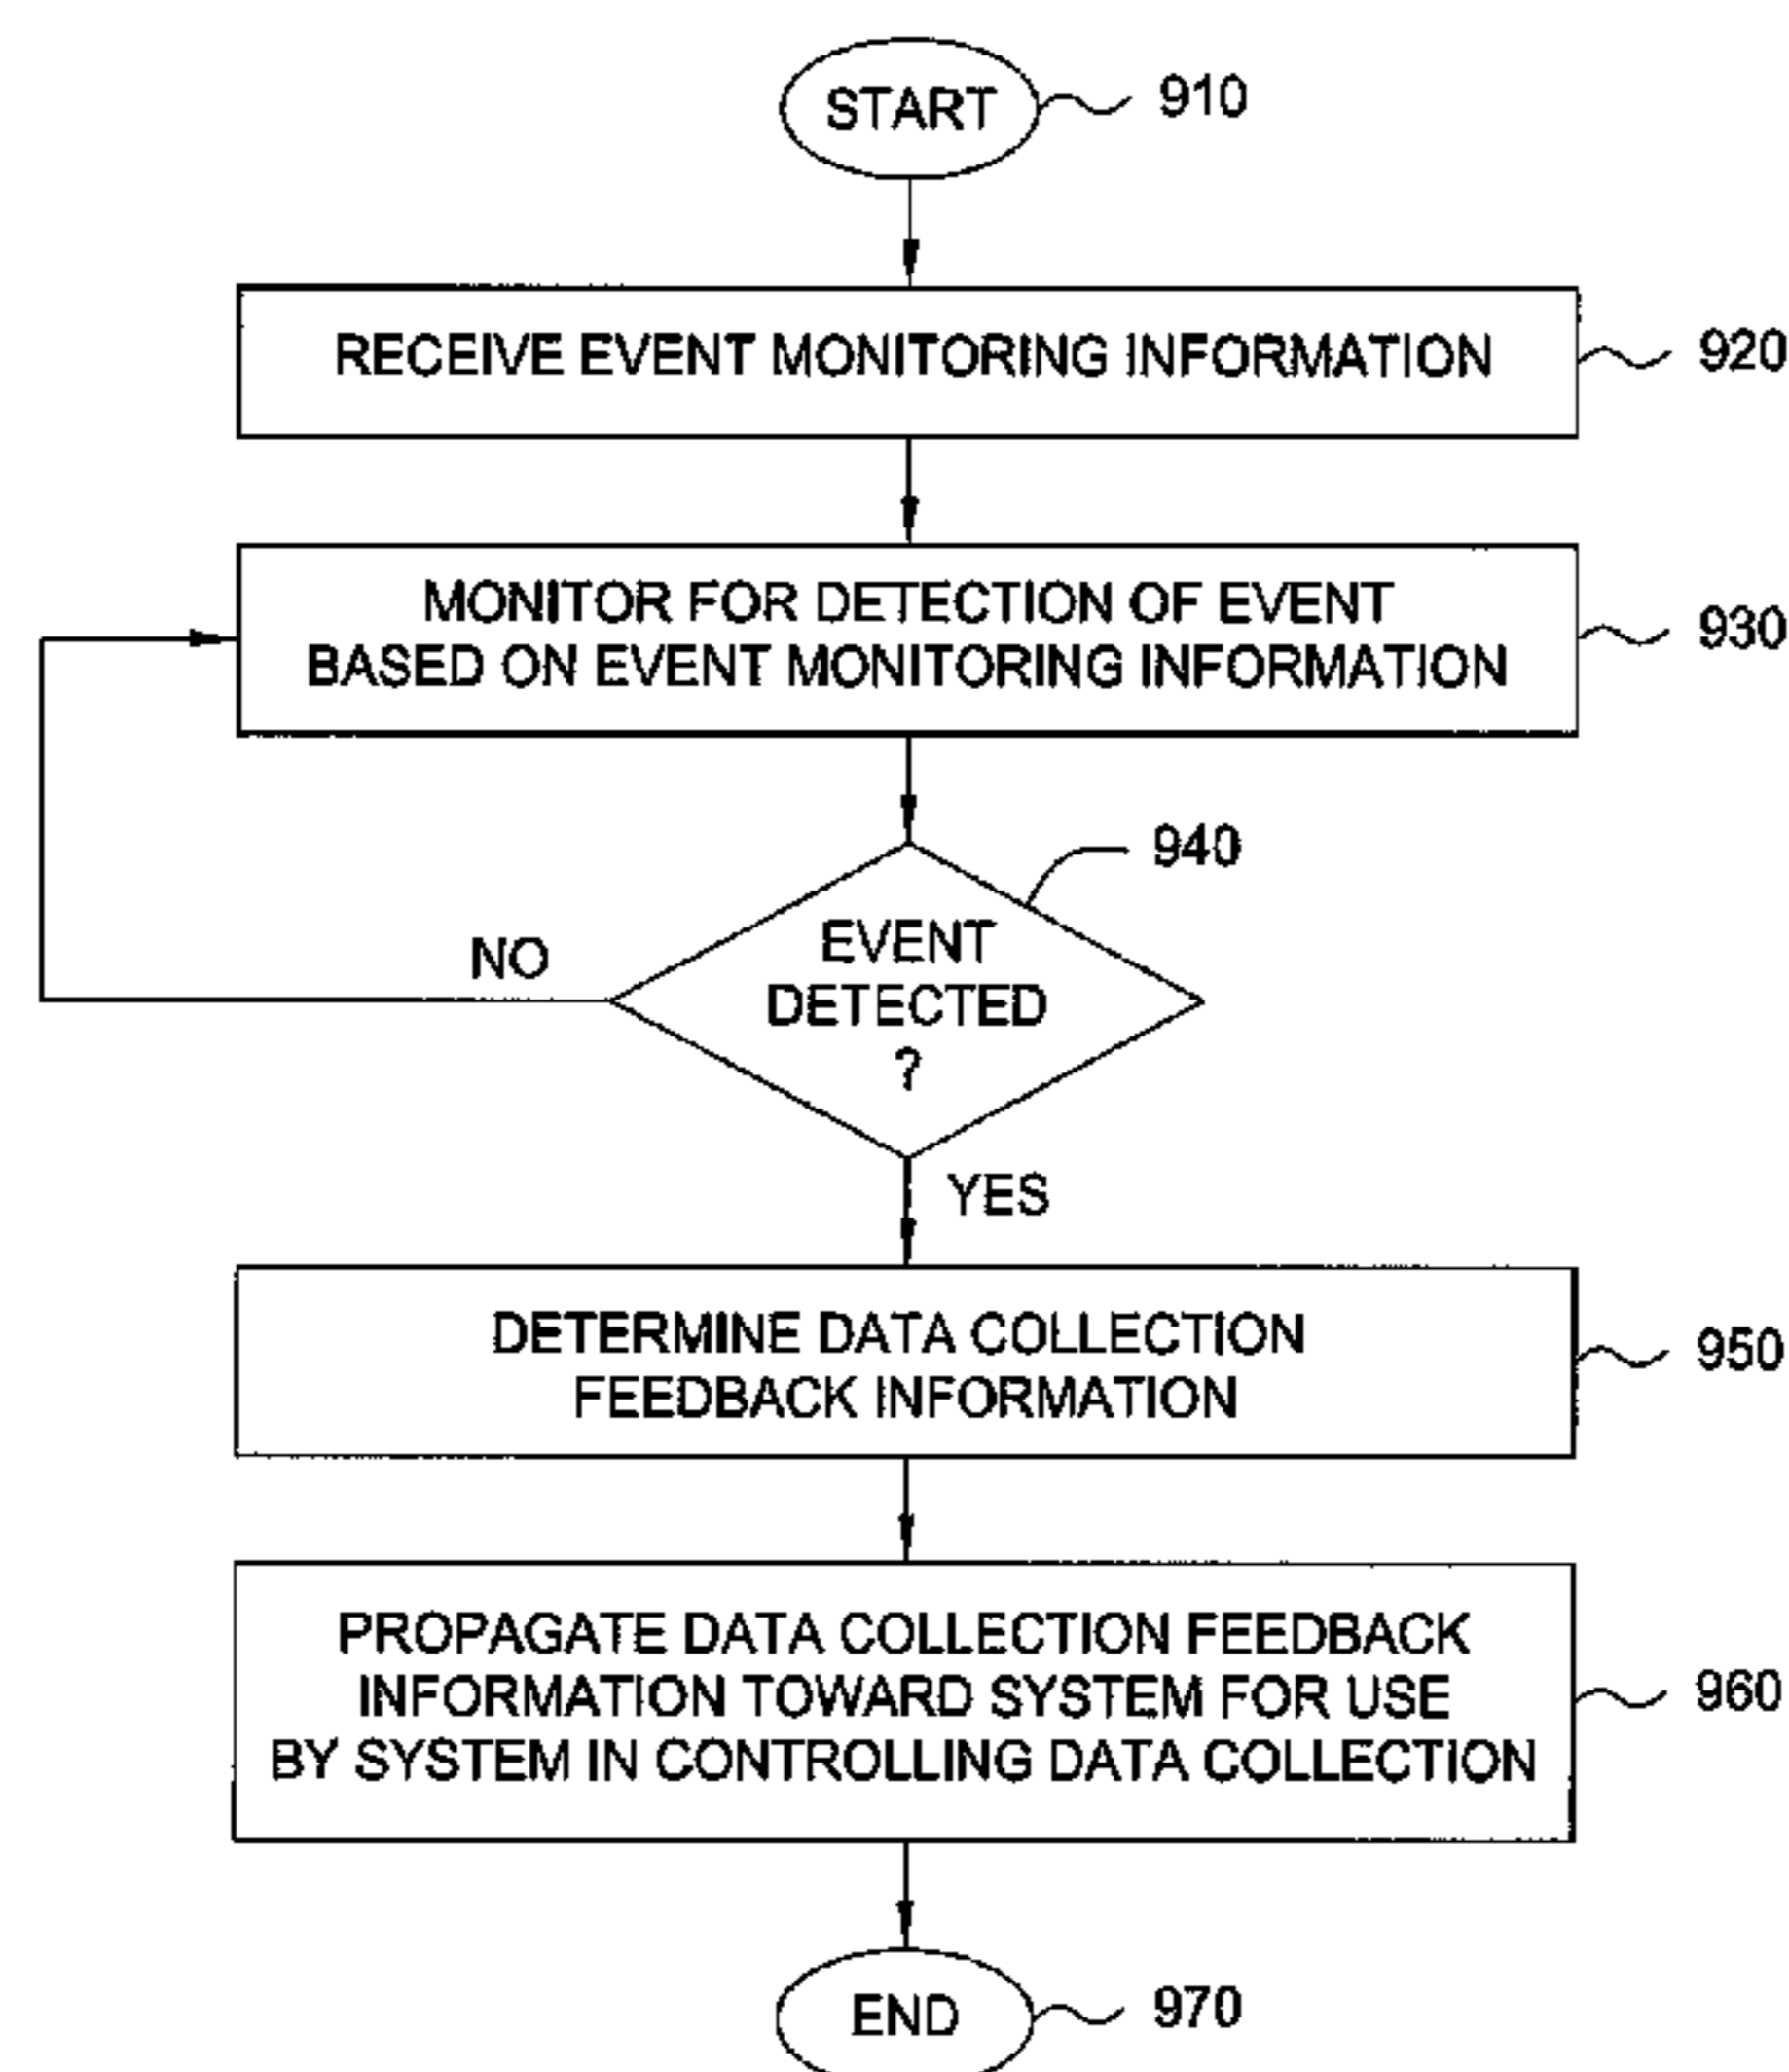 START
910
RECEIVE EVENT MONITORING INFORMATION
920
MONITOR FOR DETECTION OF EVENT
BASED ON EVENT MONITORING INFORMATION
930
940
EVENT
DETECTED
?
NO
YES
DETERMINE DATA COLLECTION
FEEDBACK INFORMATION
950
PROPAGATE DATA COLLECTION FEEDBACK
INFORMATION TOWARD SYSTEM FOR USE
BY SYSTEM IN CONTROLLING DATA COLLECTION
960
END
970